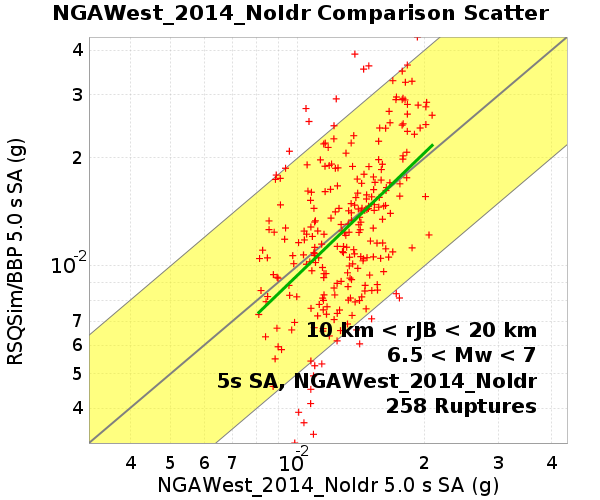 NGAWest_2014_NoIdr Comparison Scatter
RSQSim/BBP 5.0 s SA (g)
4
3
2
10-2
7
6
5
4
10 km < rJB < 20 km
6.5 < Mw < 7
5s SA, NGAWest_2014_NoIdr
258 Ruptures
4 5 6 7 10-2 2 3 4
NGAWest_2014_NoIdr 5.0 s SA (g)